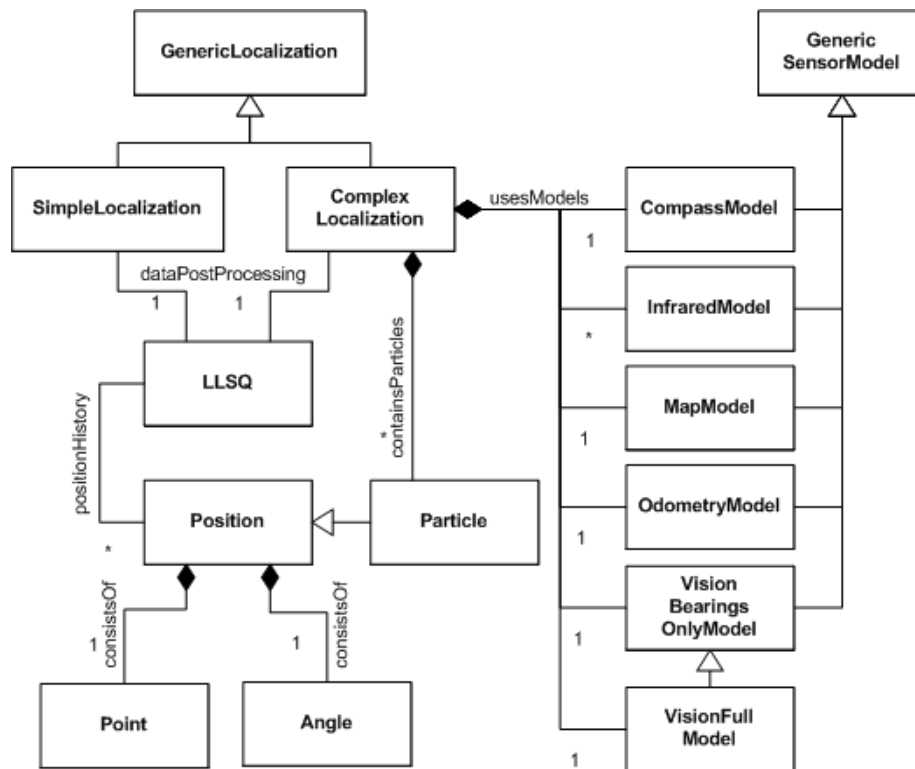 GenericLocalization
Generic
SensorModel
SimpleLocalization
Complex
Localization
usesModels
CompassModel
1
dataPostProcessing
1
1
InfraredModel
*
LLSQ
containsParticles
*
MapModel
1
positionHistory
*
Position
Particle
OdometryModel
1
consistsOf
1
consistsOf
1
Vision
Bearings
OnlyModel
1
Point
Angle
VisionFull
Model
1